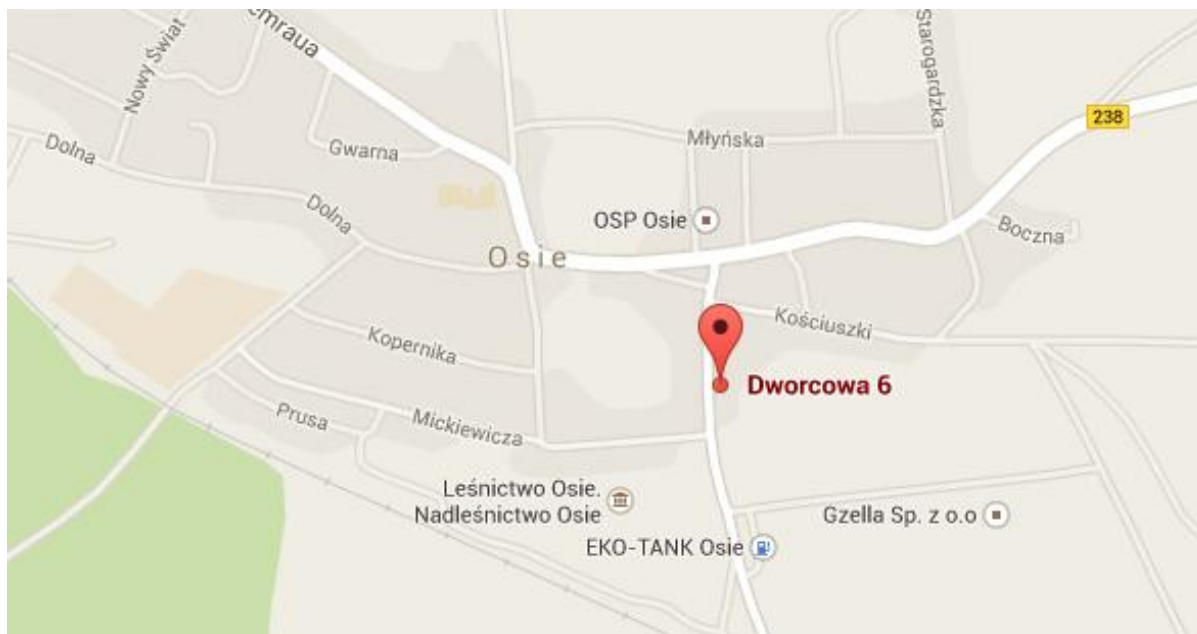 emraua
Nowy Świat
Starogardzka
238
Dolna
Gwarna
Młyńska
Dolna
OSP Osie
Boczna
Osie
Kościuszki
Kopernika
Dworcowa 6
Prusa
Mickiewicza
Leśnictwo Osie.
Nadleśnictwo Osie
Gzella Sp. z o.o
EKO-TANK Osie